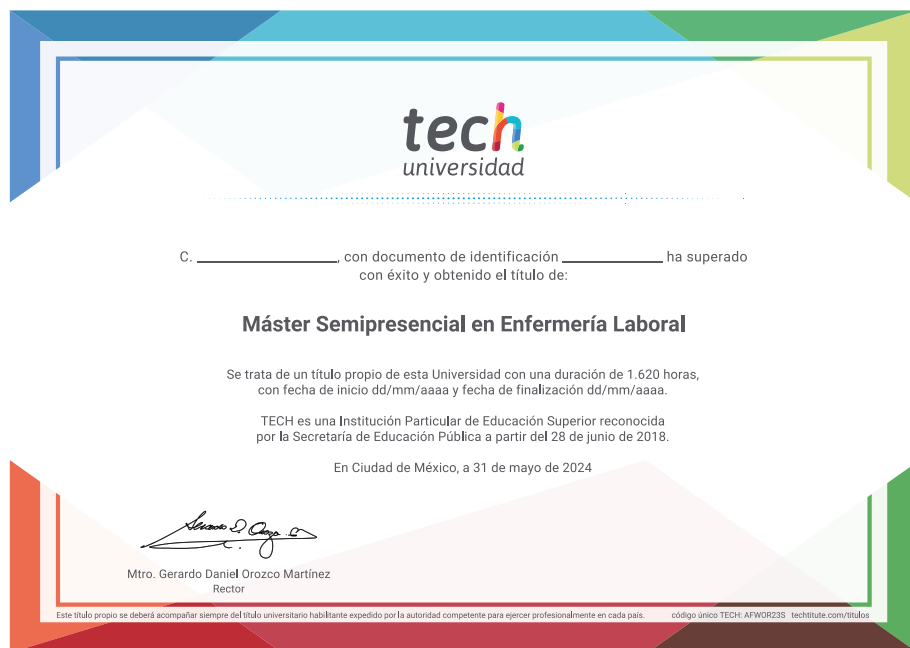 tech
universidad
C. ____________, con documento de identificación ____________ ha superado
con éxito y obtenido el título de:
Máster Semipresencial en Enfermería Laboral
Se trata de un título propio de esta Universidad con una duración de 1.620 horas,
con fecha de inicio dd/mm/aaaa y fecha de finalización dd/mm/aaaa.
TECH es una Institución Particular de Educación Superior reconocida
por la Secretaría de Educación Pública a partir del 28 de junio de 2018.
En Ciudad de México, a 31 de mayo de 2024
Mtro. Gerardo Daniel Orozco Martínez
Rector
Este título propio se deberá acompañar siempre del título universitario habilitante expedido por la autoridad competente para ejercer profesionalmente en cada país. código único TECH: AFWOR23S techtitute.com/titulos